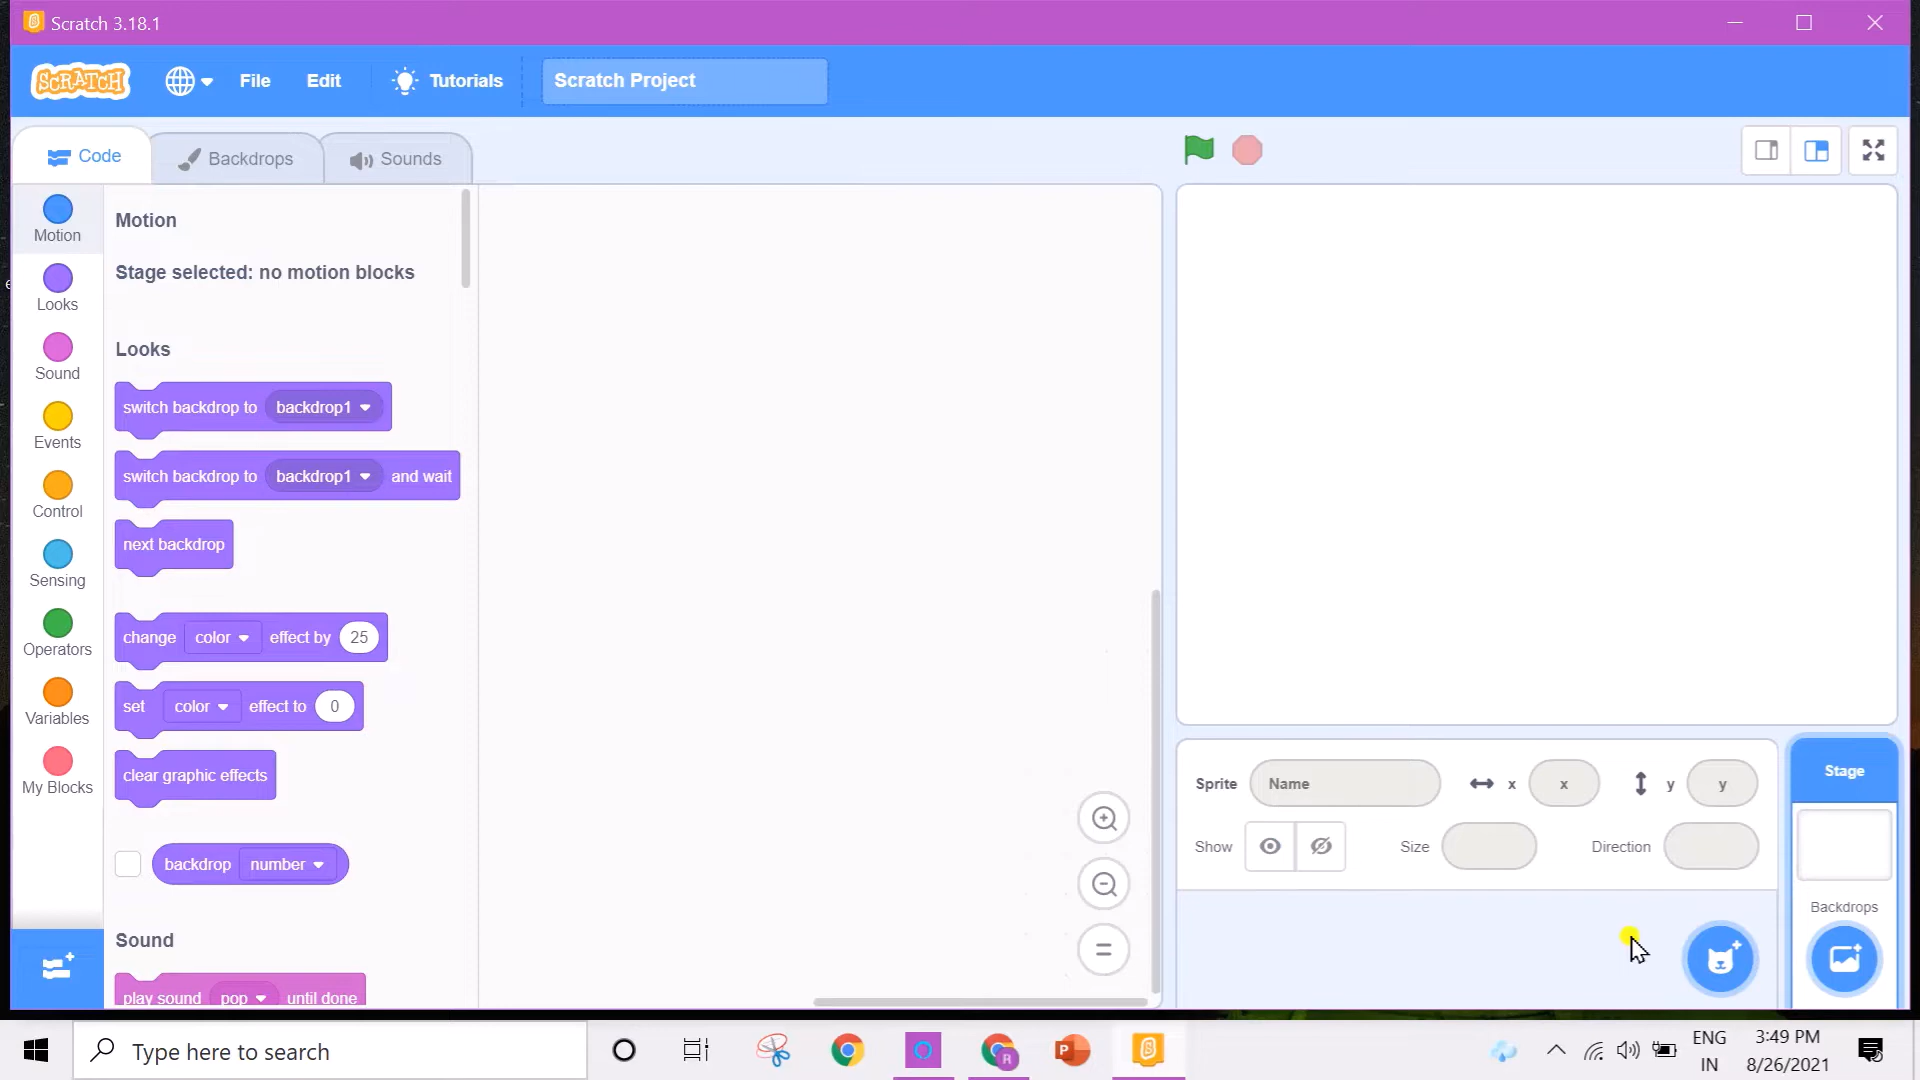 Scratch 3.18.1
SCRATCH
File
Edit
Tutorials
Scratch Project
Code
Backdrops
Sounds
Motion
Looks
Sound
Events
Control
Sensing
Operators
Variables
My Blocks
Motion
Stage selected: no motion blocks
Looks
switch backdrop to backdrop1
switch backdrop to backdrop1 and wait
next backdrop
change color effect by 25
set color effect to 0
clear graphic effects
backdrop number
Sound
play sound pop until done
Sprite Name x x y y
Show Size Direction
Stage
Backdrops
Type here to search
ENG
IN
3:49 PM
8/26/2021